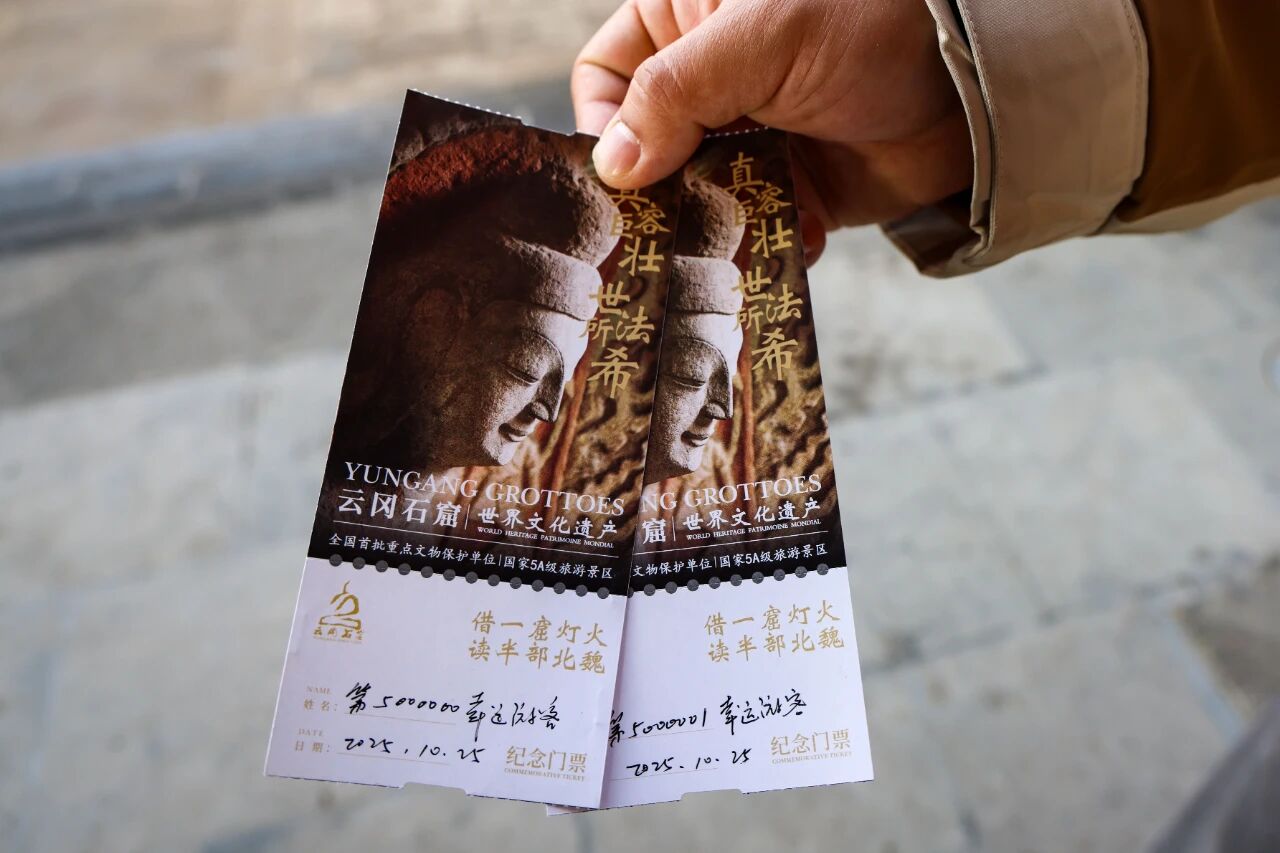 真容巨壮
世所法希
YUNGANG GROTTOES
云冈石窟 | 世界文化遗产
WORLD HERITAGE PATRIMOINE MONDIAL
全国首批重点文物保护单位 | 国家5A级旅游景区
云冈石窟
借一窟灯火
读半部北魏
NAME
姓名：第5000000幸运游客
DATE
日期：2025.10.25
纪念门票
COMMEMORATIVE TICKET
真容巨壮
世所法希
NG GROTTOES
窟 | 世界文化遗产
WORLD HERITAGE PATRIMOINE MONDIAL
文物保护单位 | 国家5A级旅游景区
借一窟灯火
读半部北魏
第5000001幸运游客
2025.10.25
纪念门票
COMMEMORATIVE TICKET